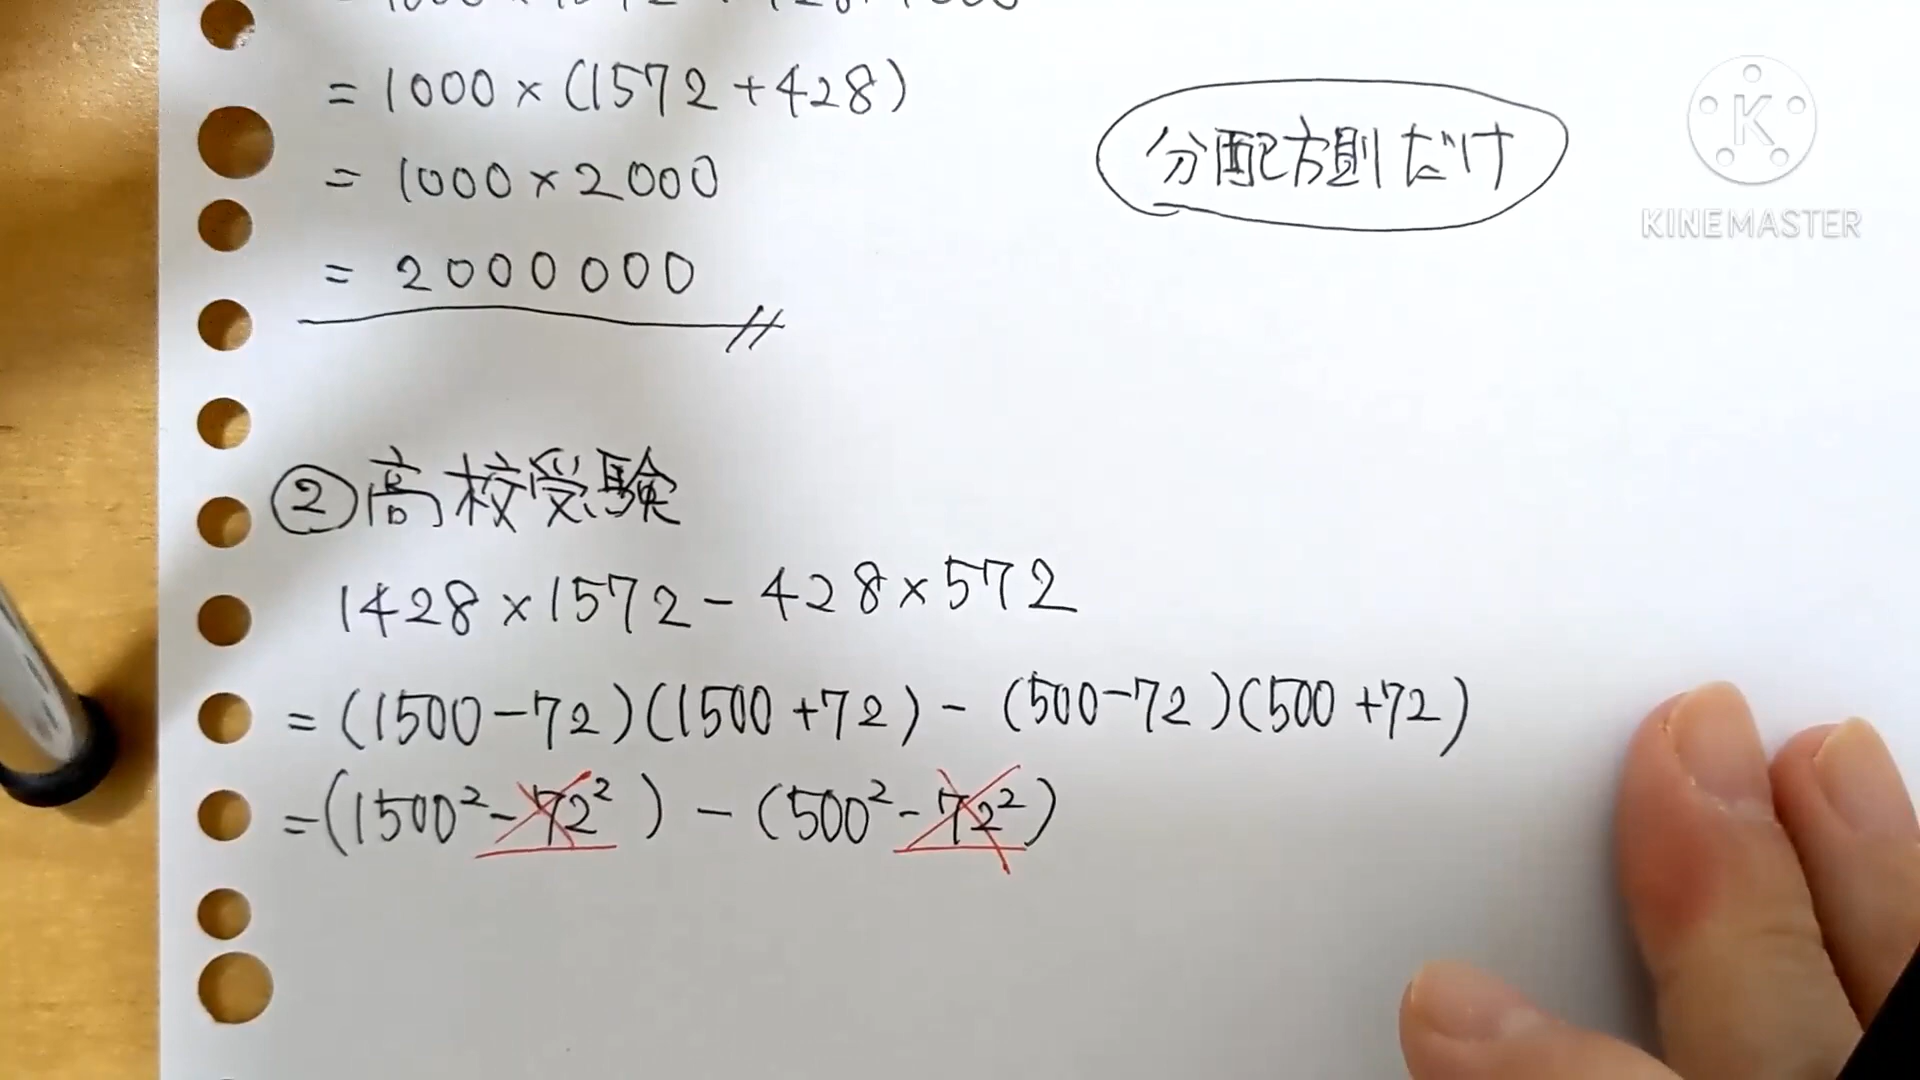 = 1000 × (1572 + 428)
= 1000 × 2000
= 2000000
分配方則だけ
K
KINEMASTER
② 高校受験
1428 × 1572 - 428 × 572
= (1500 - 72)(1500 + 72) - (500 - 72)(500 + 72)
= (1500² - 72²) - (500² - 72²)